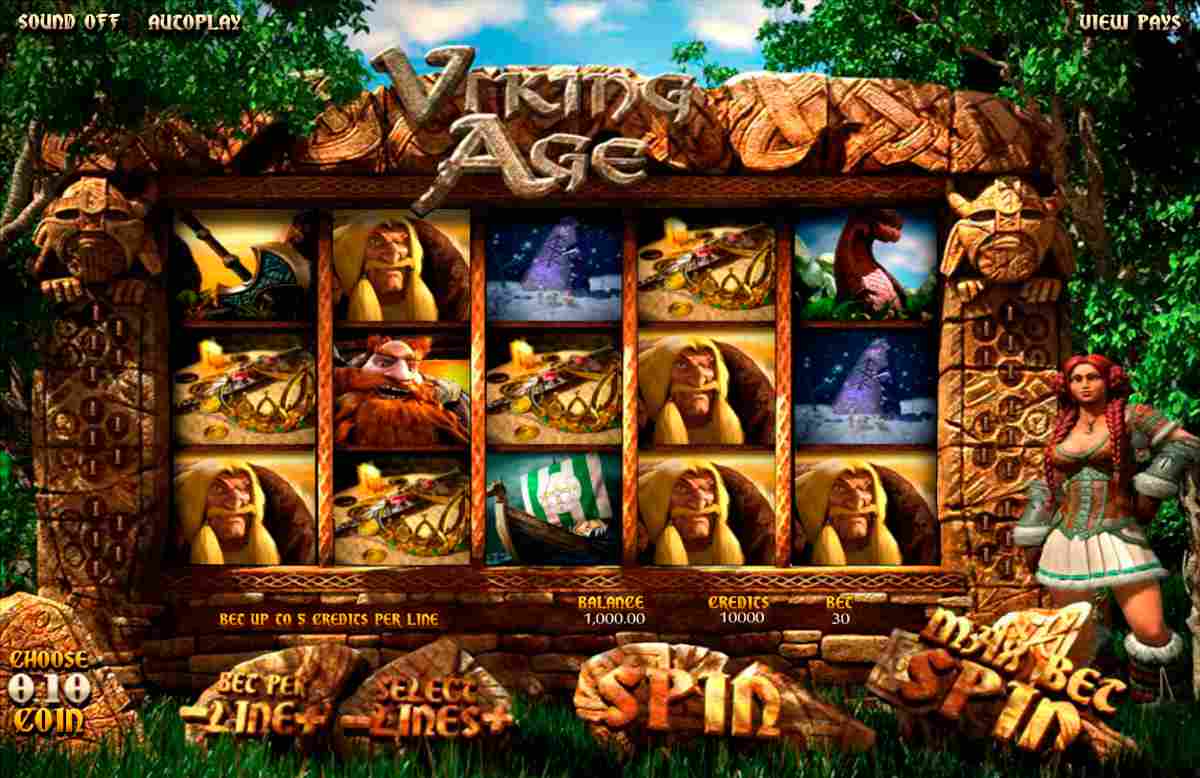 SOUND OFF AUTOPLAY
VIEW PAYS
VIKING
AGE
BET UP TO 5 CREDITS PER LINE
BALANCE
1,000.00
CREDITS
10000
BET
30
CHOOSE
0.10
COIN
BET PER
-LINE+
SELECT
-LINES+
SPIN
MAX BET
SPIN